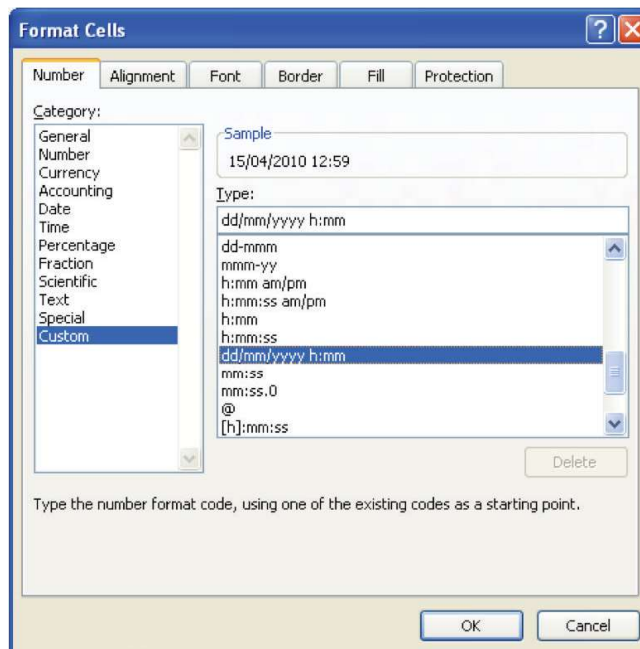 Format Cells
Number Alignment Font Border Fill Protection
Category:
General
Number
Currency
Accounting
Date
Time
Percentage
Fraction
Scientific
Text
Special
Custom
Sample
15/04/2010 12:59
Type:
dd/mm/yyyy h:mm
dd-mmm
mmm-yy
h:mm am/pm
h:mm:ss am/pm
h:mm
h:mm:ss
dd/mm/yyyy h:mm
mm:ss
mm:ss.0
@
[h]:mm:ss
Delete
Type the number format code, using one of the existing codes as a starting point.
OK Cancel